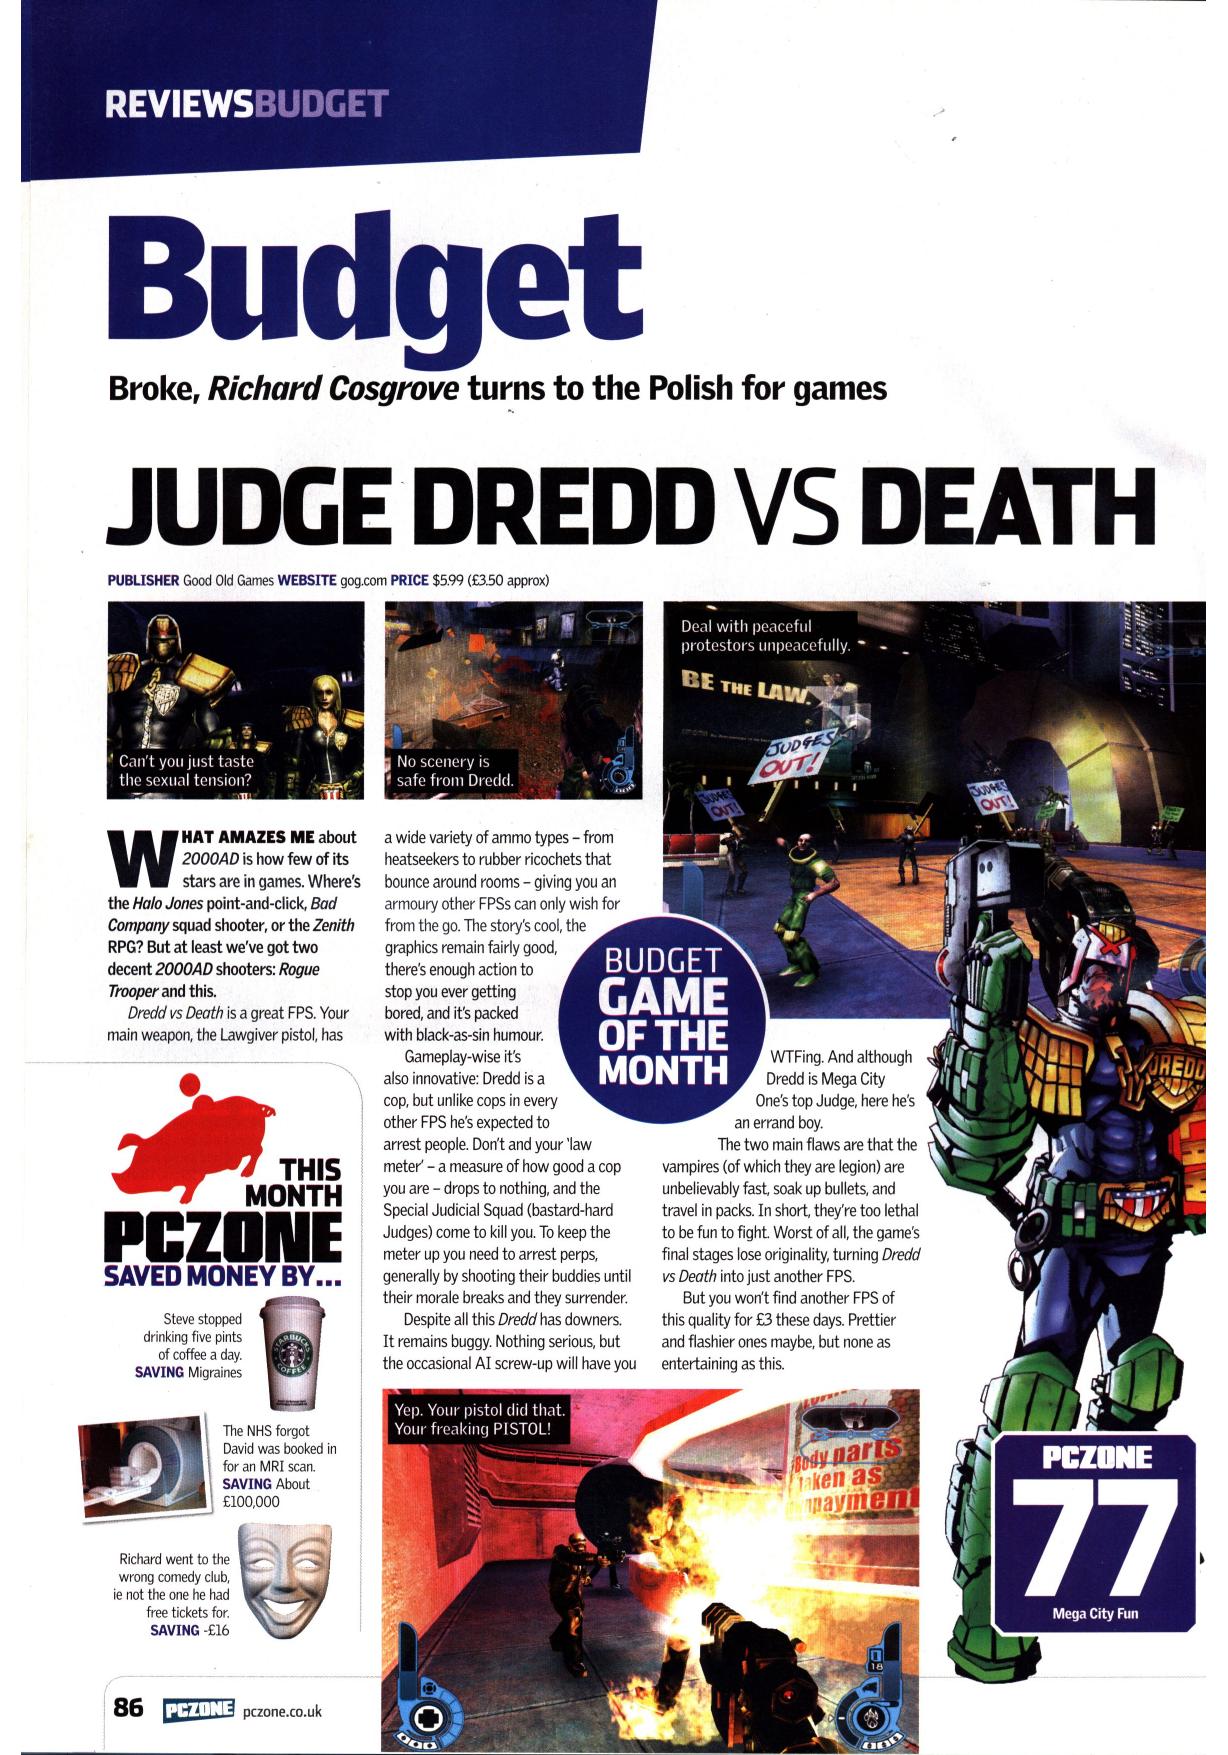 REVIEWSBUDGET
Budget
Broke, Richard Cosgrove turns to the Polish for games
JUDGE DREDD VS DEATH
PUBLISHER Good Old Games WEBSITE gog.com PRICE $5.99 (£3.50 approx)
Can't you just taste
the sexual tension?
No scenery is
safe from Dredd.
Deal with peaceful
protestors unpeacefully.
BE THE LAW
JUDGES
OUT!
JUDGES
OUT!
JUDGES
OUT!
WHAT AMAZES ME about
2000AD is how few of its
stars are in games. Where's
the Halo Jones point-and-click, Bad
Company squad shooter, or the Zenith
RPG? But at least we've got two
decent 2000AD shooters: Rogue
Trooper and this.
Dredd vs Death is a great FPS. Your
main weapon, the Lawgiver pistol, has
a wide variety of ammo types – from
heatseekers to rubber ricochets that
bounce around rooms – giving you an
armoury other FPSs can only wish for
from the go. The story's cool, the
graphics remain fairly good,
there's enough action to
stop you ever getting
bored, and it's packed
with black-as-sin humour.
Gameplay-wise it's
also innovative: Dredd is a
cop, but unlike cops in every
other FPS he's expected to
arrest people. Don't and your 'law
meter' – a measure of how good a cop
you are – drops to nothing, and the
Special Judicial Squad (bastard-hard
Judges) come to kill you. To keep the
meter up you need to arrest perps,
generally by shooting their buddies until
their morale breaks and they surrender.
Despite all this Dredd has downers.
It remains buggy. Nothing serious, but
the occasional AI screw-up will have you
WTFing. And although
Dredd is Mega City
One's top Judge, here he's
an errand boy.
The two main flaws are that the
vampires (of which they are legion) are
unbelievably fast, soak up bullets, and
travel in packs. In short, they're too lethal
to be fun to fight. Worst of all, the game's
final stages lose originality, turning Dredd
vs Death into just another FPS.
But you won't find another FPS of
this quality for £3 these days. Prettier
and flashier ones maybe, but none as
entertaining as this.
BUDGET
GAME
OF THE
MONTH
DREDD
THIS
MONTH
PCZONE
SAVED MONEY BY...
Steve stopped
drinking five pints
of coffee a day.
SAVING Migraines
STARBUCKS
COFFEE
The NHS forgot
David was booked in
for an MRI scan.
SAVING About
£100,000
Richard went to the
wrong comedy club,
ie not the one he had
free tickets for.
SAVING -£16
Yep. Your pistol did that.
Your freaking PISTOL!
Body parts
taken as
payment
18
PCZONE
77
Mega City Fun
86 PCZONE pczone.co.uk